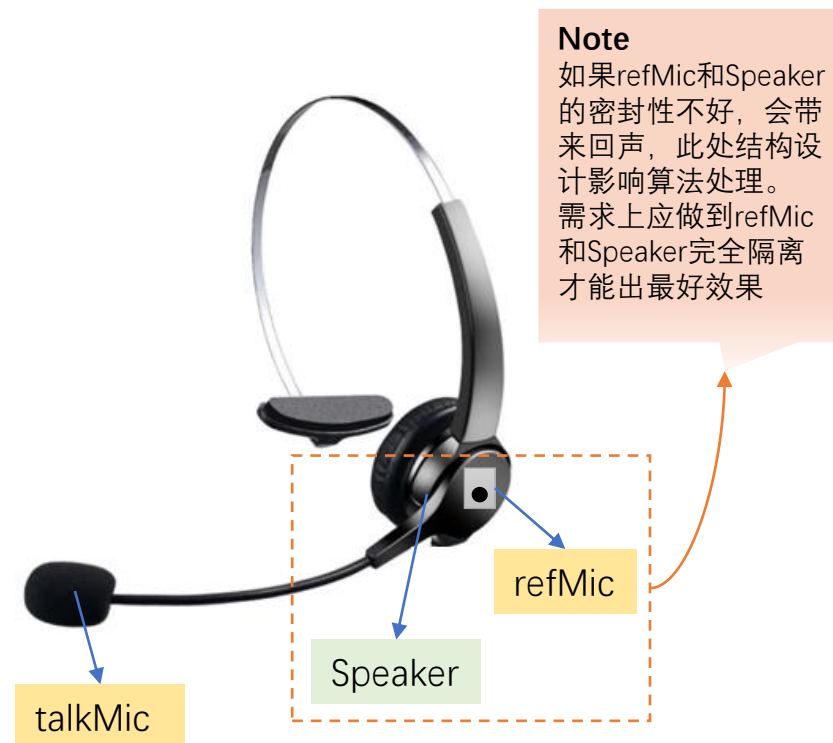 Note
如果refMic和Speaker
的密封性不好，会带
来回声，此处结构设
计影响算法处理。
需求上应做到refMic
和Speaker完全隔离
才能出最好效果
refMic
Speaker
talkMic